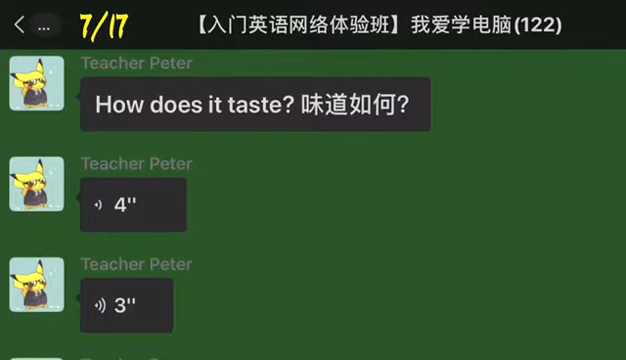 7/17
... 【入门英语网络体验班】我爱学电脑(122)
Teacher Peter
How does it taste? 味道如何?
Teacher Peter
4"
Teacher Peter
3"